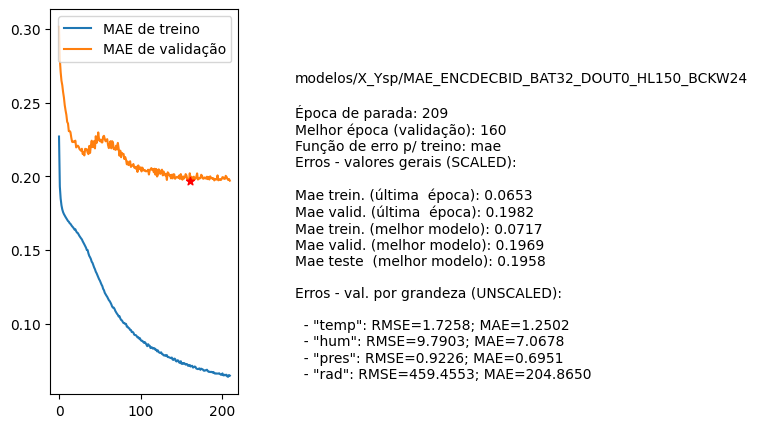 0.30
0.25
0.20
0.15
0.10
0
100
200
MAE de treino
MAE de validação
modelos/X_Ysp/MAE_ENCDECBID_BAT32_DOUT0_HL150_BCKW24
Época de parada: 209
Melhor época (validação): 160
Função de erro p/ treino: mae
Erros - valores gerais (SCALED):
Mae trein. (última  época): 0.0653
Mae valid. (última  época): 0.1982
Mae trein. (melhor modelo): 0.0717
Mae valid. (melhor modelo): 0.1969
Mae teste  (melhor modelo): 0.1958
Erros - val. por grandeza (UNSCALED):
- "temp": RMSE=1.7258; MAE=1.2502
- "hum": RMSE=9.7903; MAE=7.0678
- "pres": RMSE=0.9226; MAE=0.6951
- "rad": RMSE=459.4553; MAE=204.8650